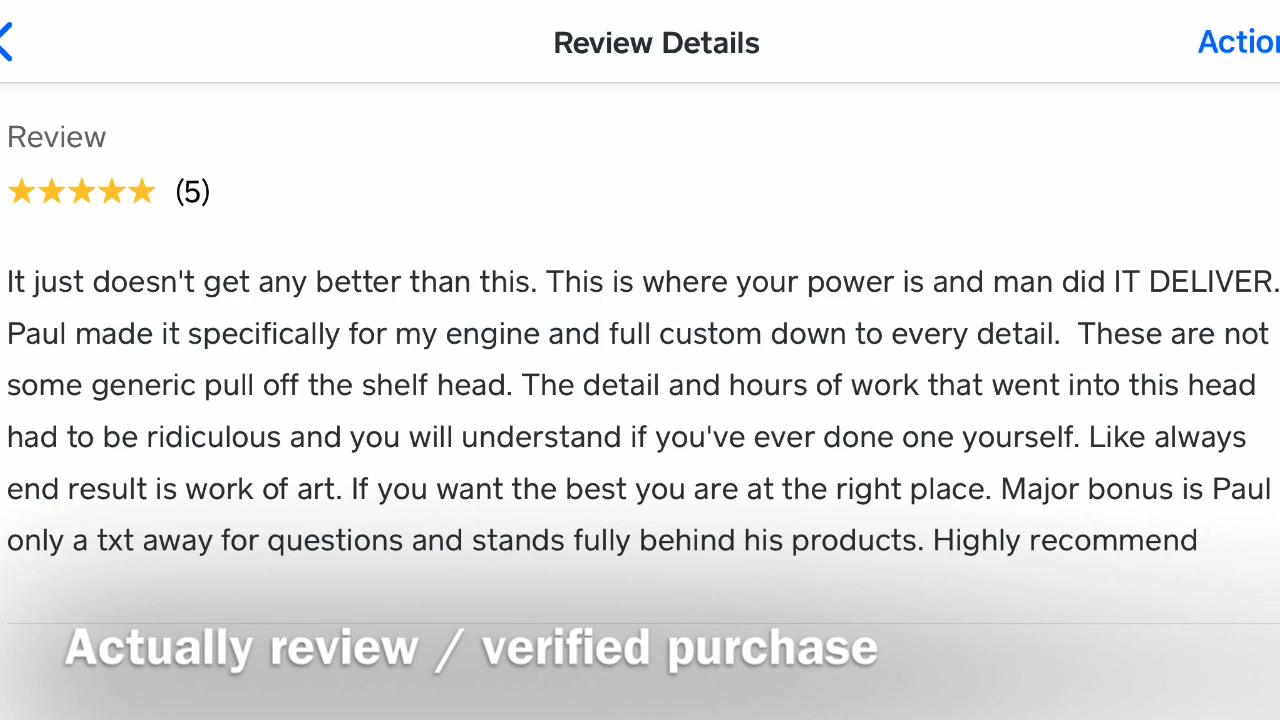 Review Details
Action
Review
(5)
It just doesn't get any better than this. This is where your power is and man did IT DELIVER.
Paul made it specifically for my engine and full custom down to every detail.  These are not
some generic pull off the shelf head. The detail and hours of work that went into this head
had to be ridiculous and you will understand if you've ever done one yourself. Like always
end result is work of art. If you want the best you are at the right place. Major bonus is Paul
only a txt away for questions and stands fully behind his products. Highly recommend
Actually review / verified purchase